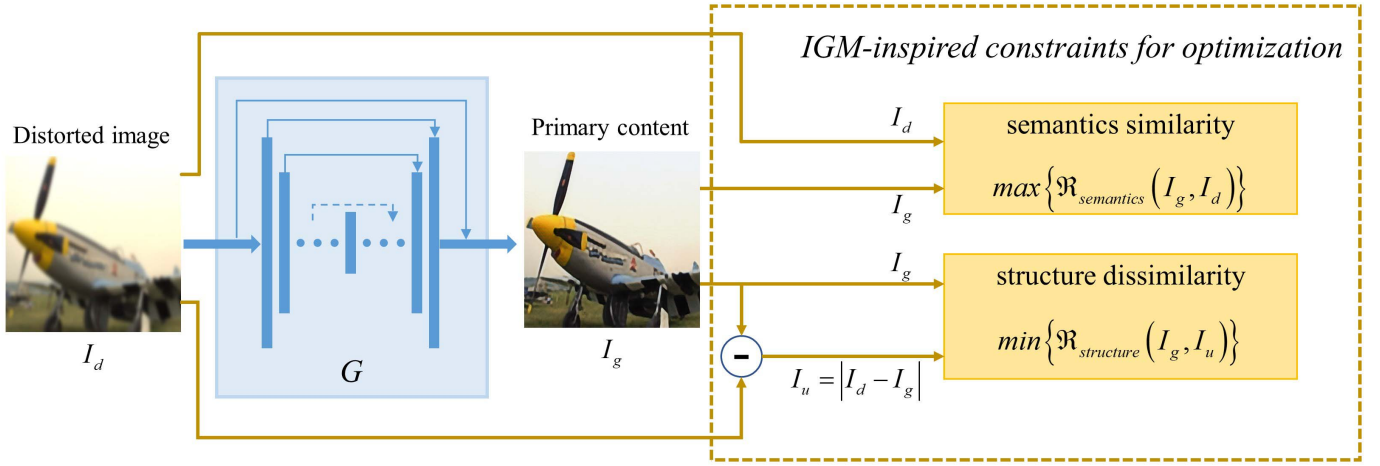 IGM-inspired constraints for optimization
Distorted image
I_d
G
Primary content
I_g
I_d
I_g
semantics similarity
max{ℜ_semantics(I_g, I_d)}
I_g
structure dissimilarity
min{ℜ_structure(I_g, I_u)}
-
I_u = |I_d − I_g|